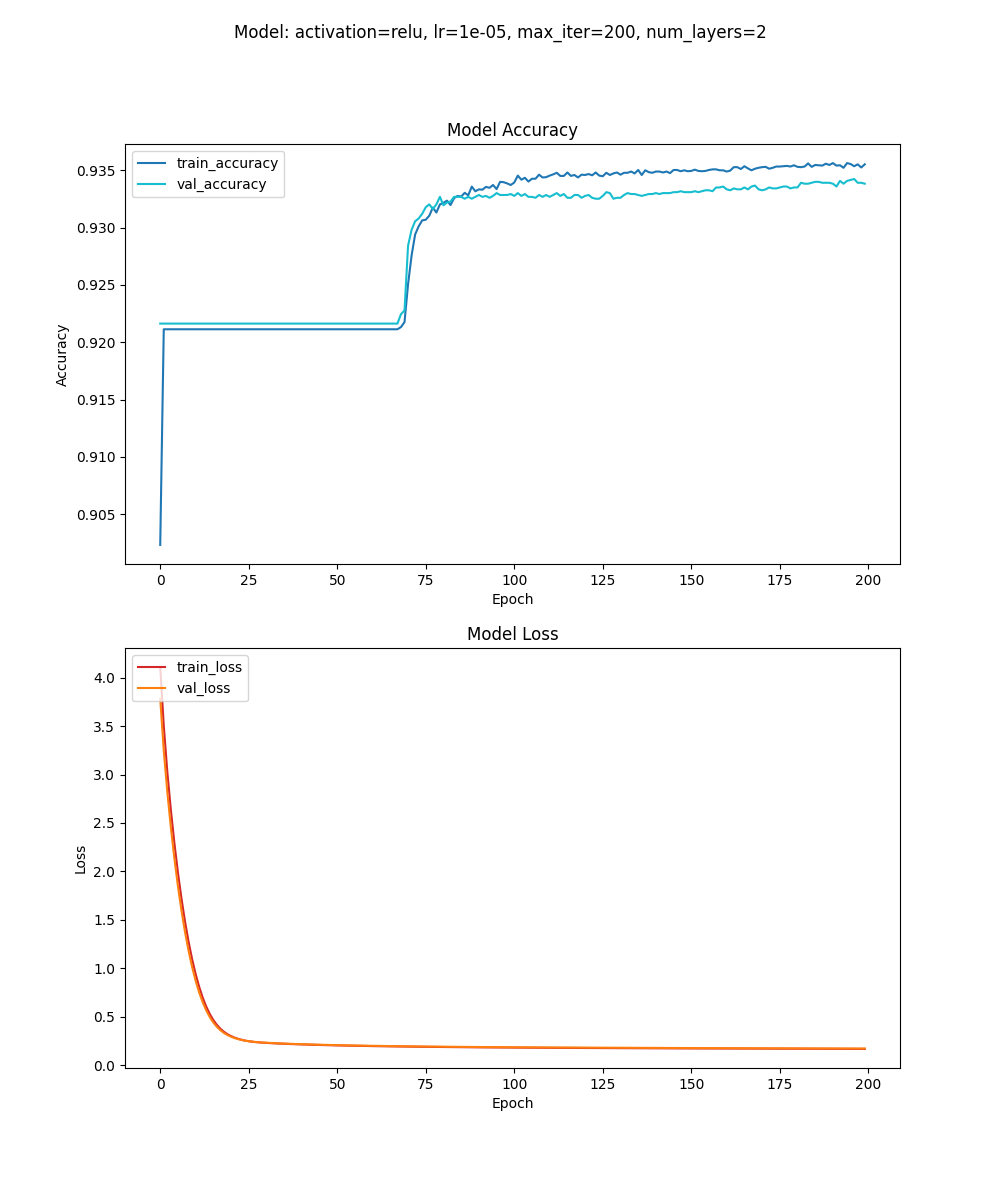 Model: activation=relu, lr=1e-05, max_iter=200, num_layers=2
Model Accuracy
train_accuracy
val_accuracy
0.935
0.930
0.925
0.920
0.915
0.910
0.905
Accuracy
0 25 50 75 100 125 150 175 200
Epoch
Model Loss
train_loss
val_loss
4.0
3.5
3.0
2.5
2.0
1.5
1.0
0.5
0.0
Loss
0 25 50 75 100 125 150 175 200
Epoch